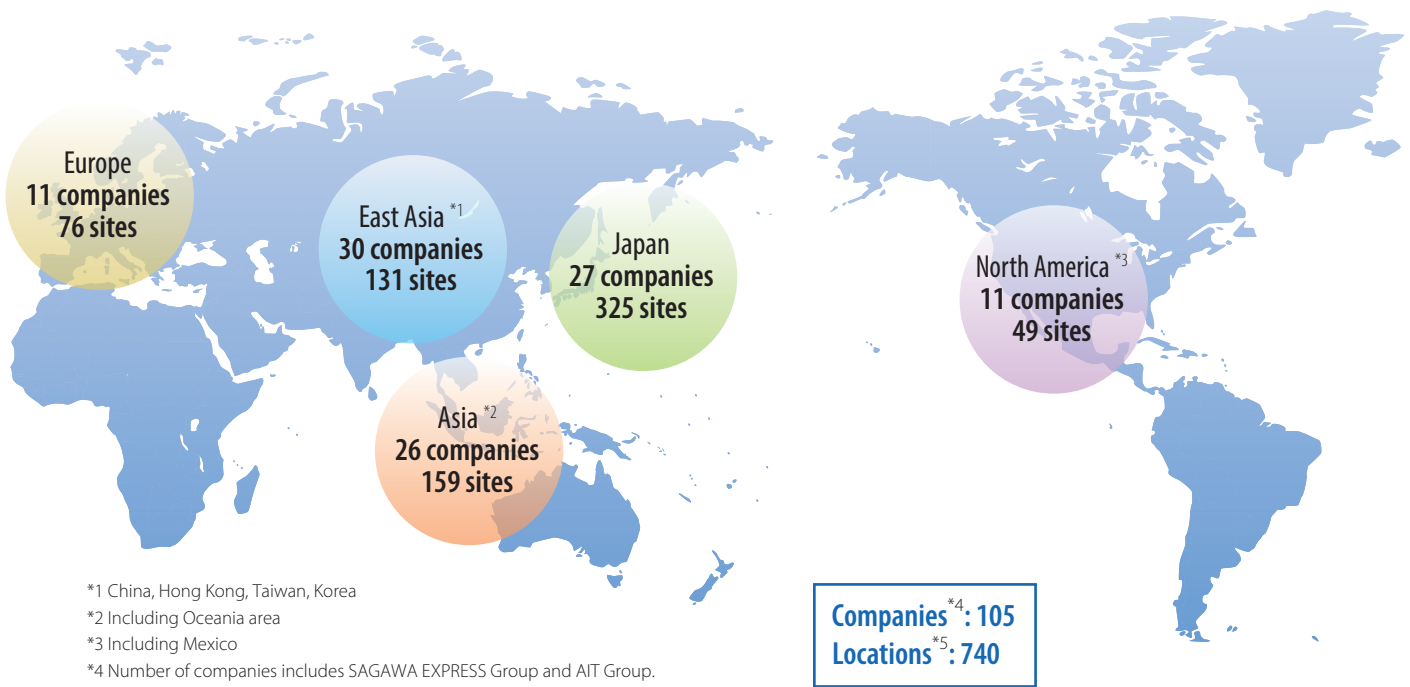 Europe
11 companies
76 sites
East Asia *1
30 companies
131 sites
Japan
27 companies
325 sites
North America *3
11 companies
49 sites
Asia *2
26 companies
159 sites
*1 China, Hong Kong, Taiwan, Korea
*2 Including Oceania area
*3 Including Mexico
*4 Number of companies includes SAGAWA EXPRESS Group and AIT Group.
Companies*4: 105
Locations*5: 740